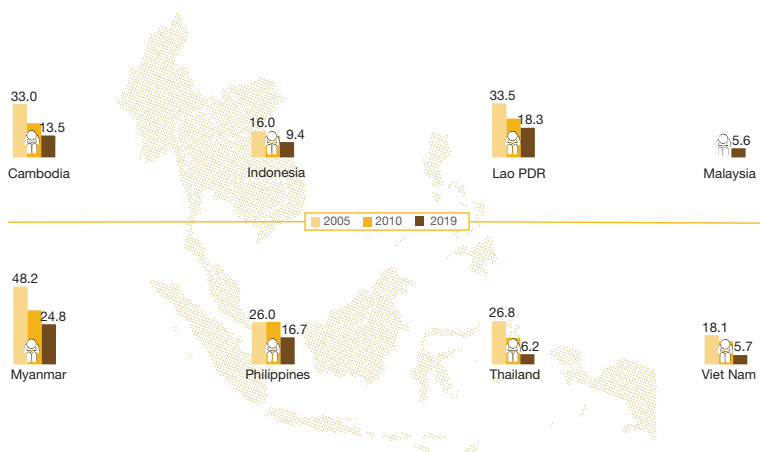 33.0
13.5
Cambodia
16.0
9.4
Indonesia
33.5
18.3
Lao PDR
5.6
Malaysia
2005 2010 2019
48.2
24.8
Myanmar
26.0
16.7
Philippines
26.8
6.2
Thailand
18.1
5.7
Viet Nam